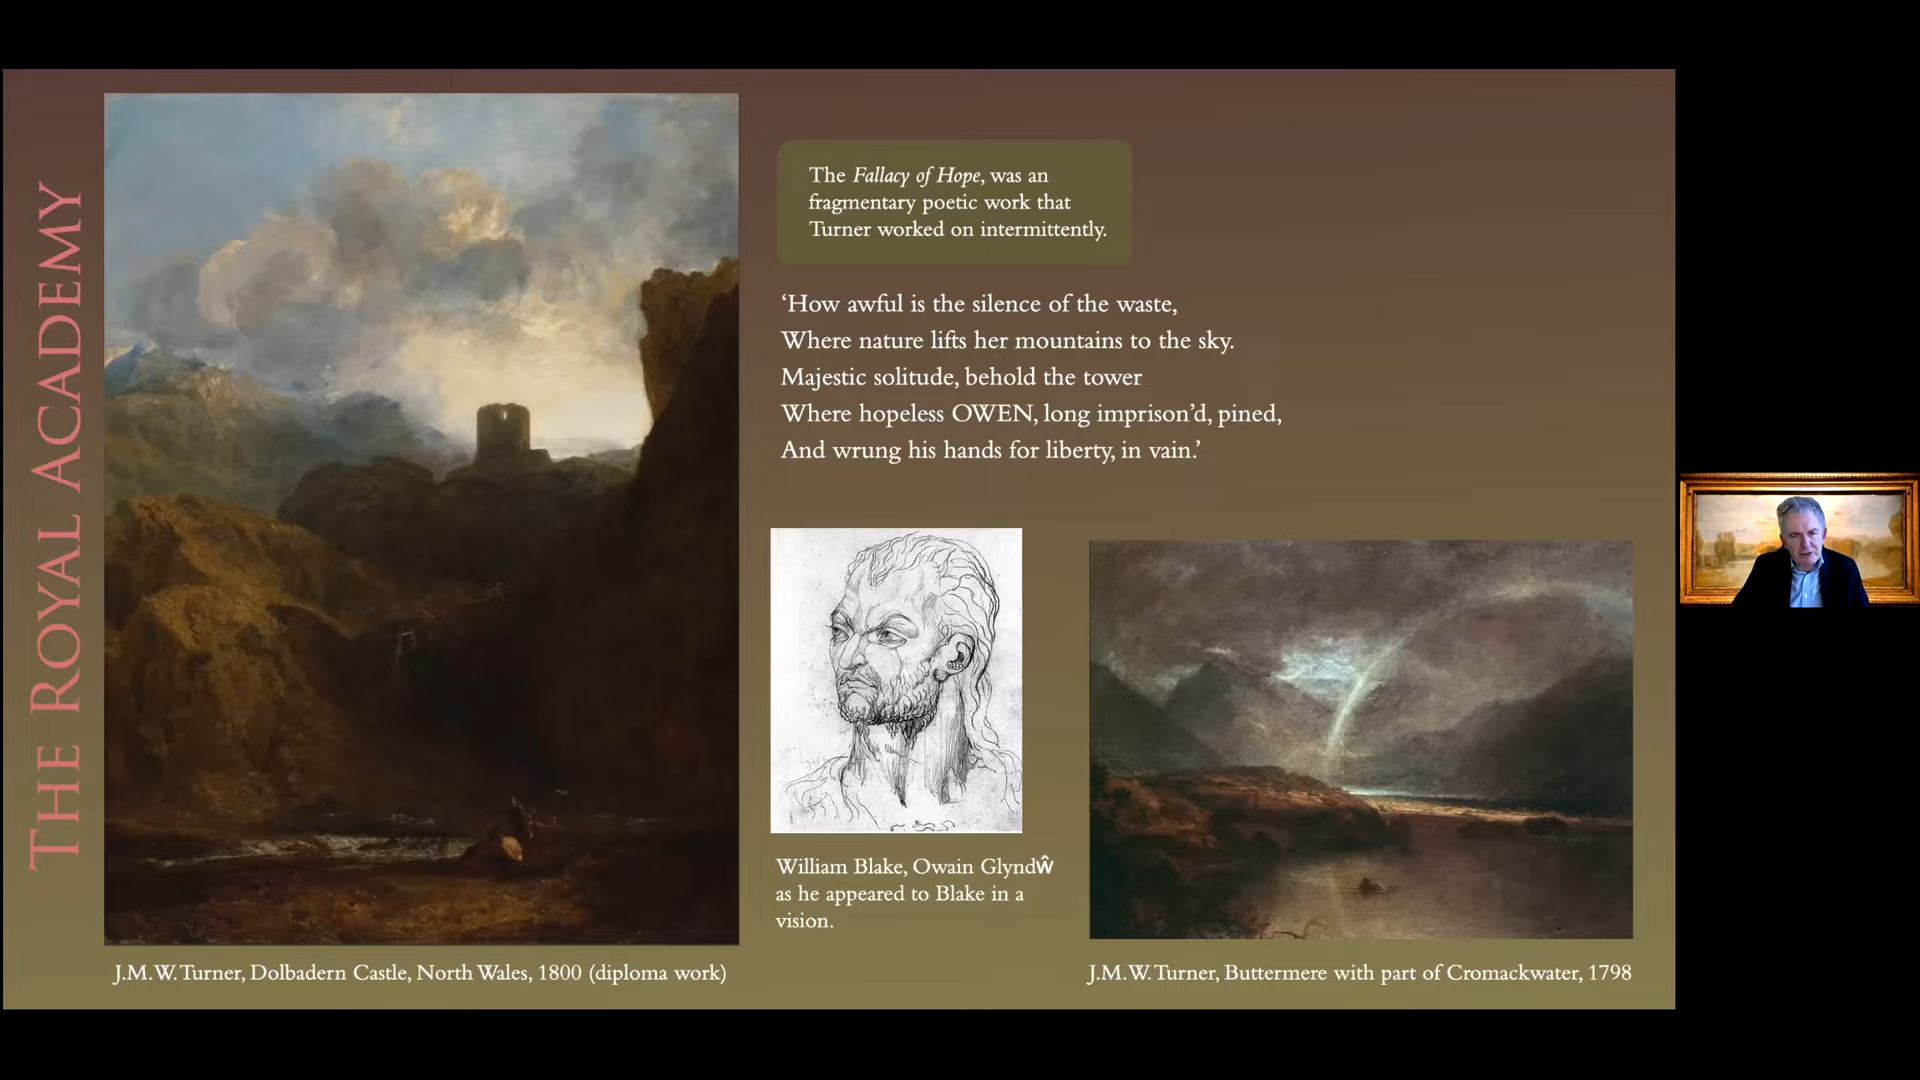 THE ROYAL ACADEMY
The Fallacy of Hope, was an
fragmentary poetic work that
Turner worked on intermittently.
‘How awful is the silence of the waste,
Where nature lifts her mountains to the sky.
Majestic solitude, behold the tower
Where hopeless OWEN, long imprison’d, pined,
And wrung his hands for liberty, in vain.’
William Blake, Owain Glyndŵ
as he appeared to Blake in a
vision.
J.M.W. Turner, Dolbadern Castle, North Wales, 1800 (diploma work)
J.M.W. Turner, Buttermere with part of Cromackwater, 1798